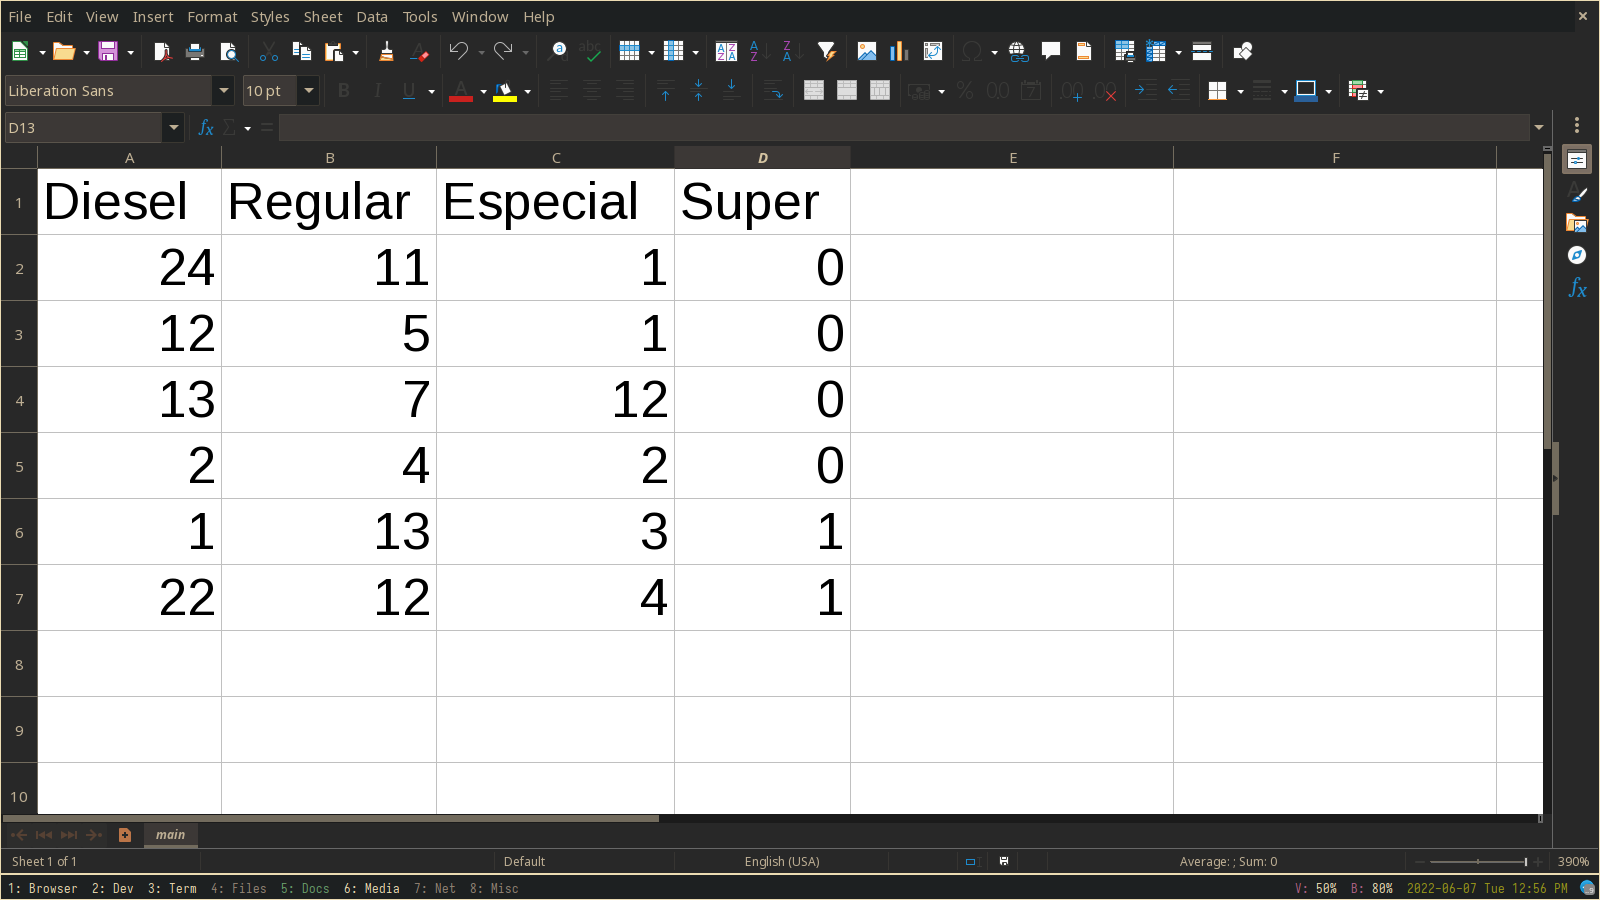 File Edit View Insert Format Styles Sheet Data Tools Window Help
Liberation Sans 10 pt
D13
A B C D E F
1 Diesel Regular Especial Super
2 24 11 1 0
3 12 5 1 0
4 13 7 12 0
5 2 4 2 0
6 1 13 3 1
7 22 12 4 1
8
9
10
main
Sheet 1 of 1 Default English (USA) Average: ; Sum: 0 390%
1: Browser 2: Dev 3: Term 4: Files 5: Docs 6: Media 7: Net 8: Misc V: 50% B: 80% 2022-06-07 Tue 12:56 PM